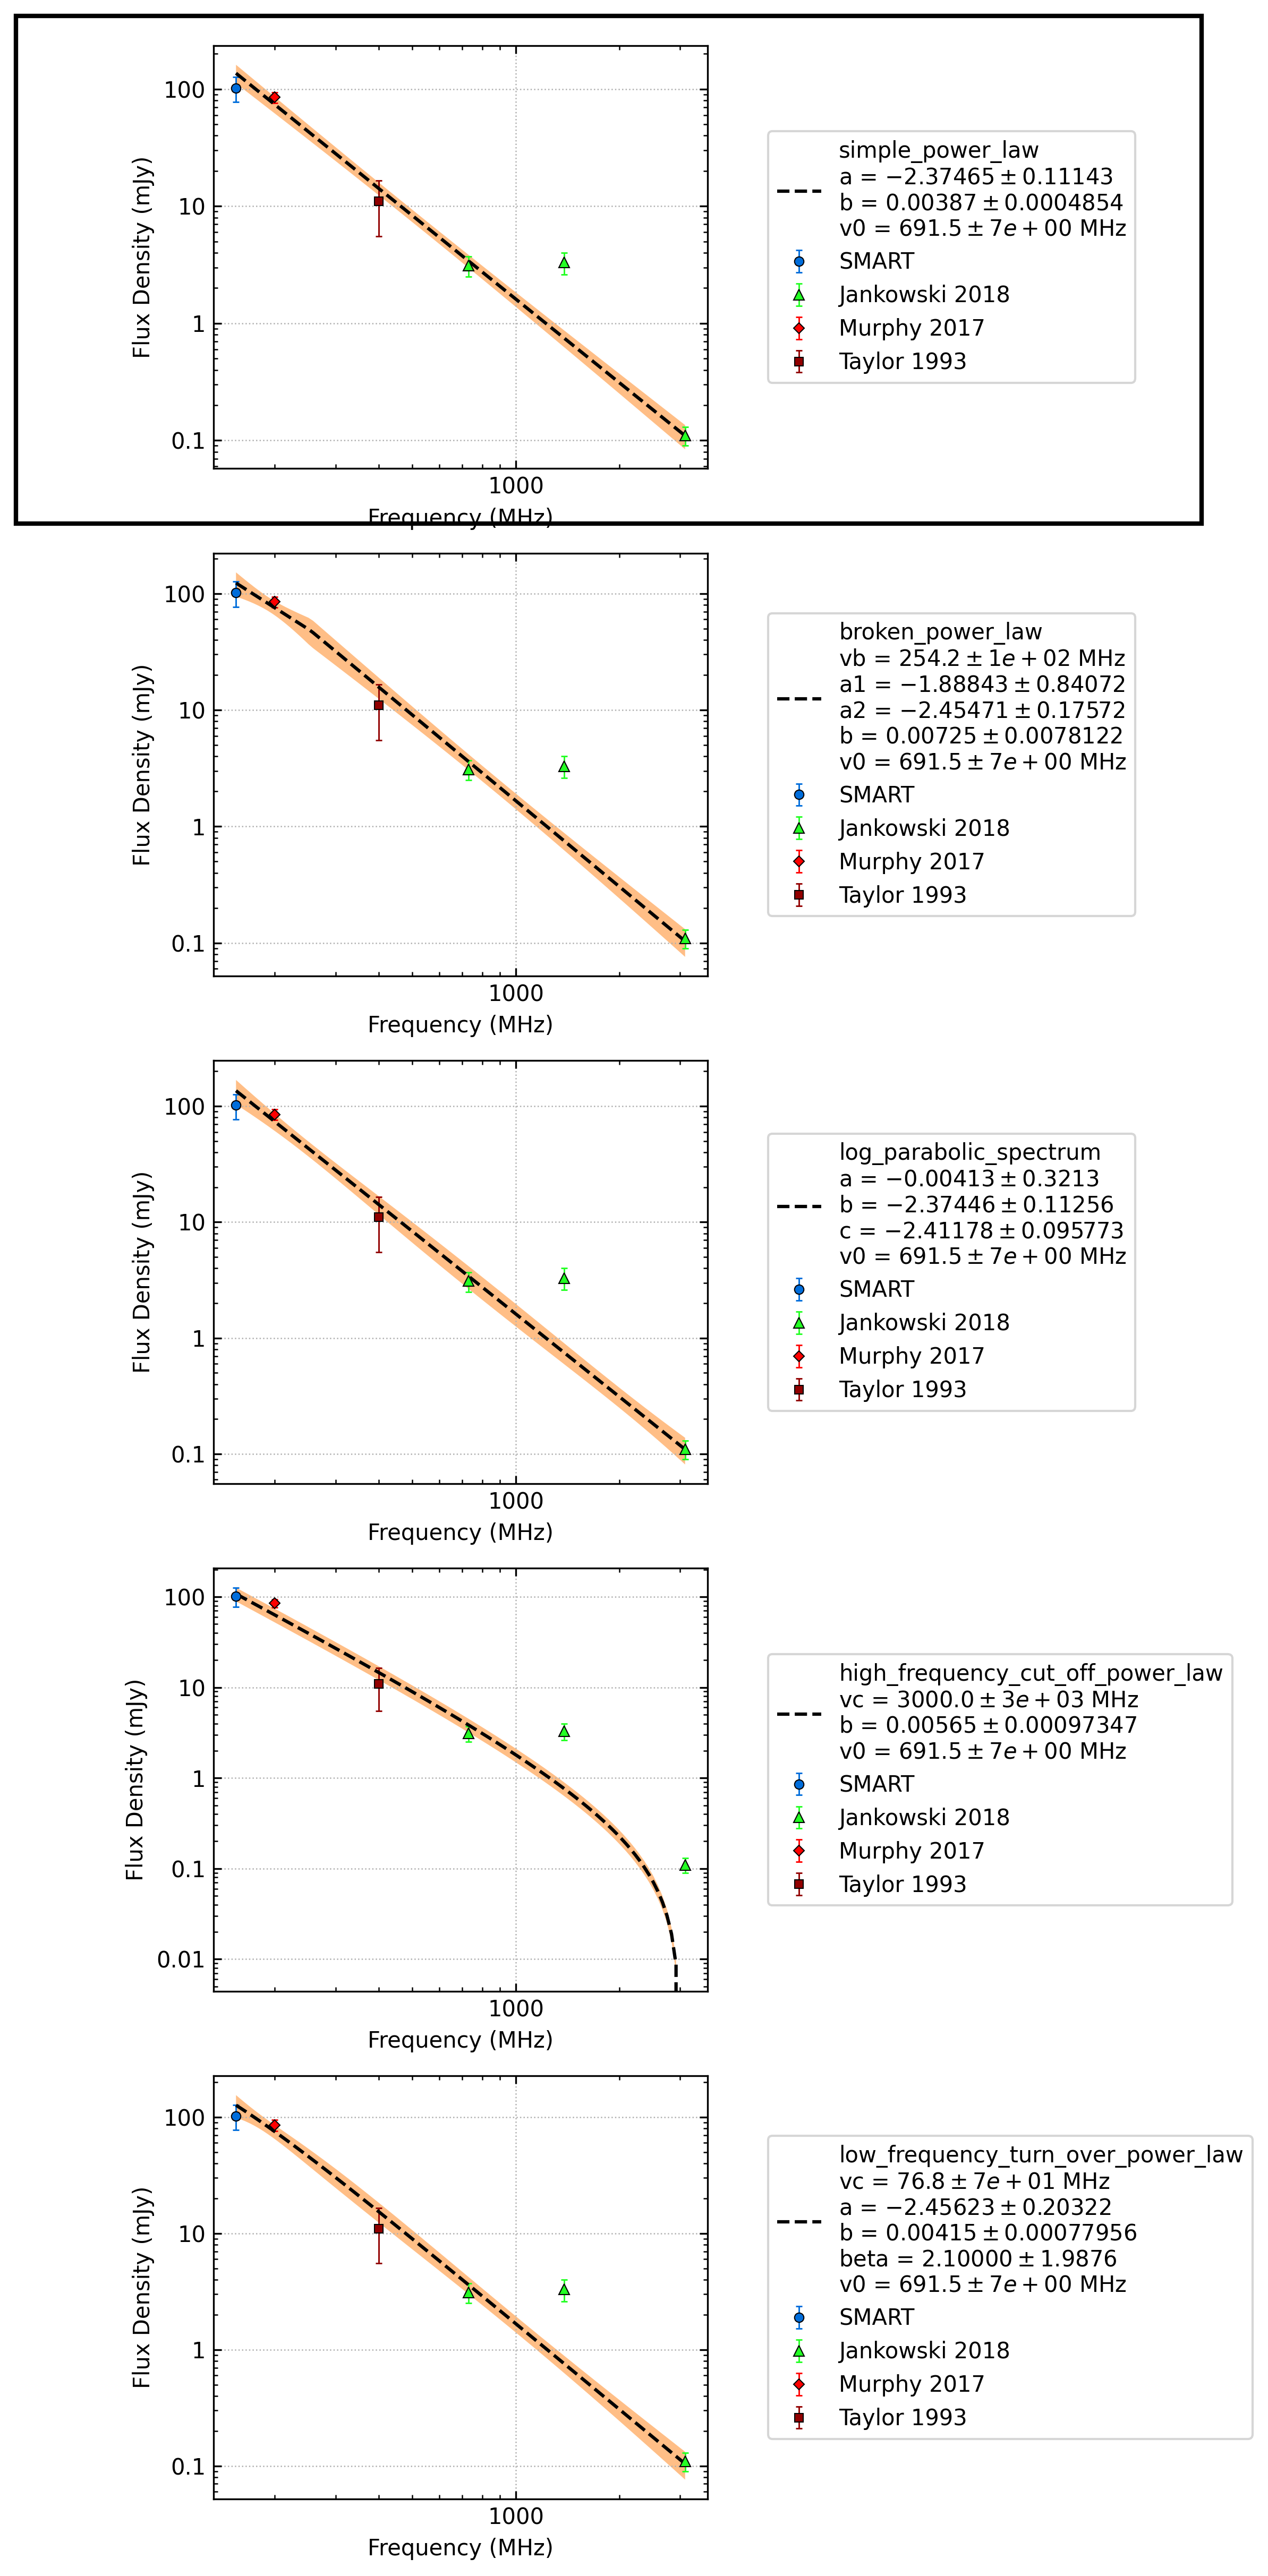 100
10
1
0.1
Flux Density (mJy)
1000
Frequency (MHz)
simple_power_law
a = −2.37465 ± 0.11143
b = 0.00387 ± 0.0004854
v0 = 691.5 ± 7e + 00 MHz
SMART
Jankowski 2018
Murphy 2017
Taylor 1993
100
10
1
0.1
Flux Density (mJy)
1000
Frequency (MHz)
broken_power_law
vb = 254.2 ± 1e + 02 MHz
a1 = −1.88843 ± 0.84072
a2 = −2.45471 ± 0.17572
b = 0.00725 ± 0.0078122
v0 = 691.5 ± 7e + 00 MHz
SMART
Jankowski 2018
Murphy 2017
Taylor 1993
100
10
1
0.1
Flux Density (mJy)
1000
Frequency (MHz)
log_parabolic_spectrum
a = −0.00413 ± 0.3213
b = −2.37446 ± 0.11256
c = −2.41178 ± 0.095773
v0 = 691.5 ± 7e + 00 MHz
SMART
Jankowski 2018
Murphy 2017
Taylor 1993
100
10
1
0.1
0.01
Flux Density (mJy)
1000
Frequency (MHz)
high_frequency_cut_off_power_law
vc = 3000.0 ± 3e + 03 MHz
b = 0.00565 ± 0.00097347
v0 = 691.5 ± 7e + 00 MHz
SMART
Jankowski 2018
Murphy 2017
Taylor 1993
100
10
1
0.1
Flux Density (mJy)
1000
Frequency (MHz)
low_frequency_turn_over_power_law
vc = 76.8 ± 7e + 01 MHz
a = −2.45623 ± 0.20322
b = 0.00415 ± 0.00077956
beta = 2.10000 ± 1.9876
v0 = 691.5 ± 7e + 00 MHz
SMART
Jankowski 2018
Murphy 2017
Taylor 1993